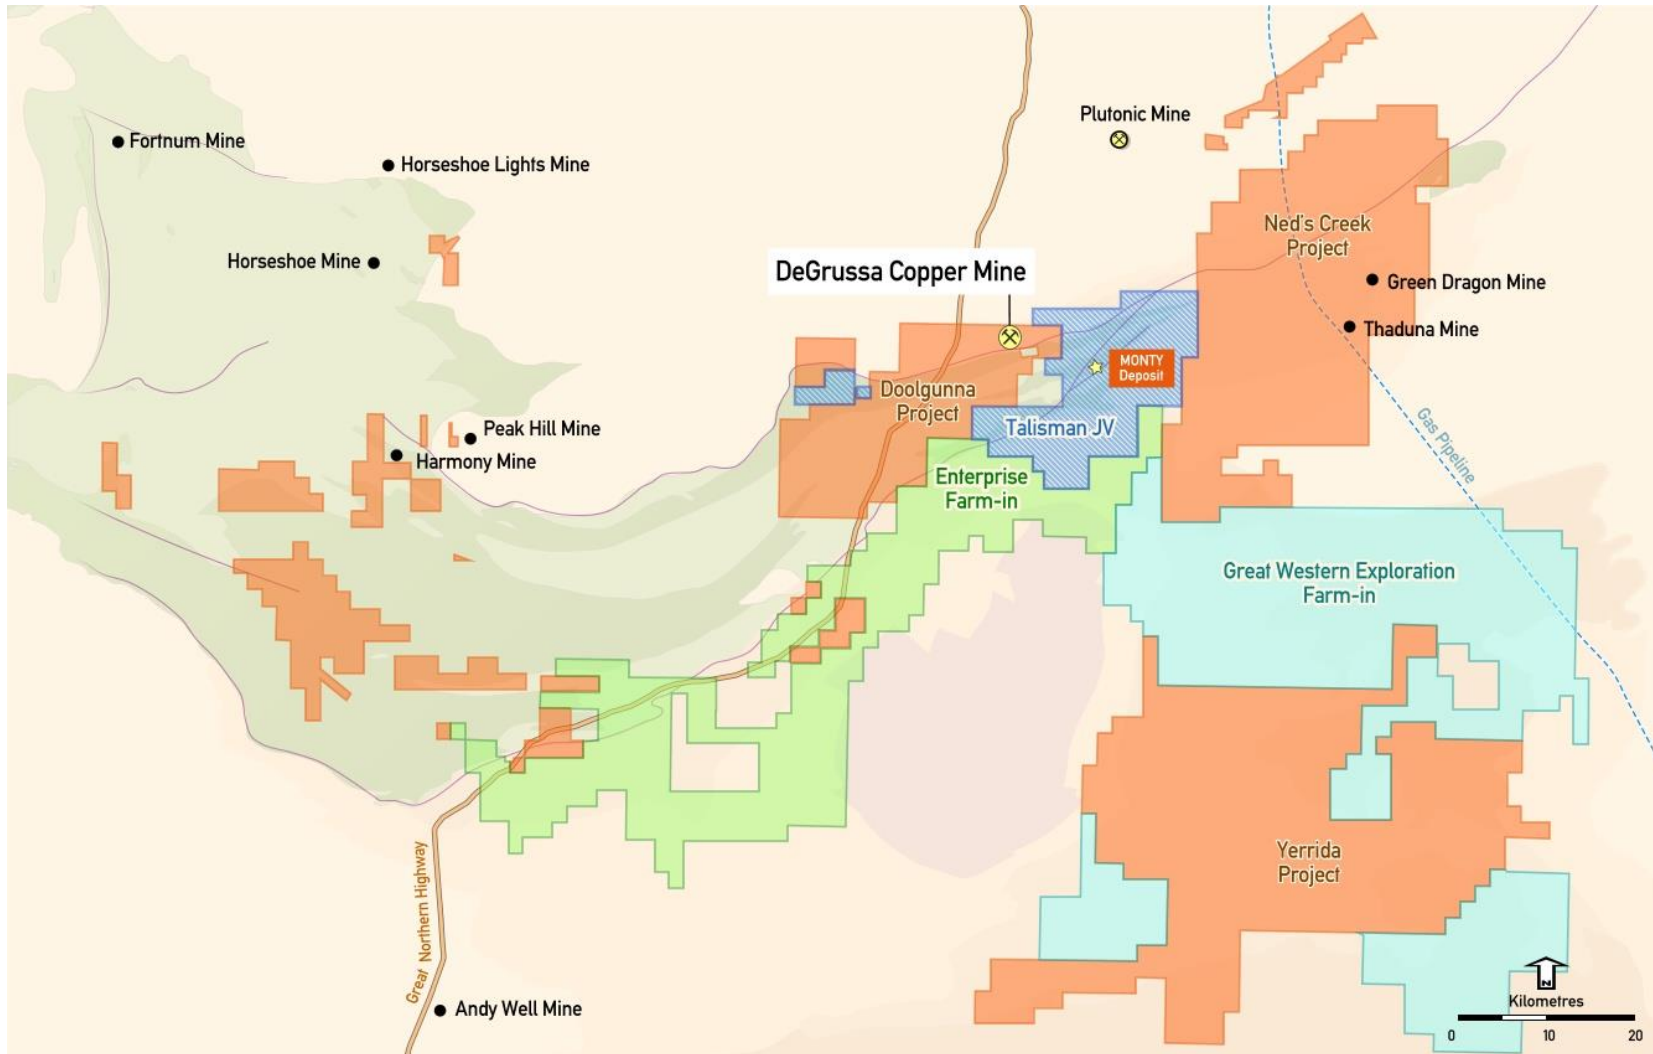 Plutonic Mine
Fortnum Mine
Horseshoe Lights Mine
Ned's Creek
Project
Horseshoe Mine
DeGrussa Copper Mine
Green Dragon Mine
Thaduna Mine
MONTY
Deposit
Doolgunna
Project
Talisman JV
Peak Hill Mine
Harmony Mine
Gas Pipeline
Enterprise
Farm-in
Great Western Exploration
Farm-in
Yerrida
Project
Great Northern Highway
Andy Well Mine
N
Kilometres
0 10 20